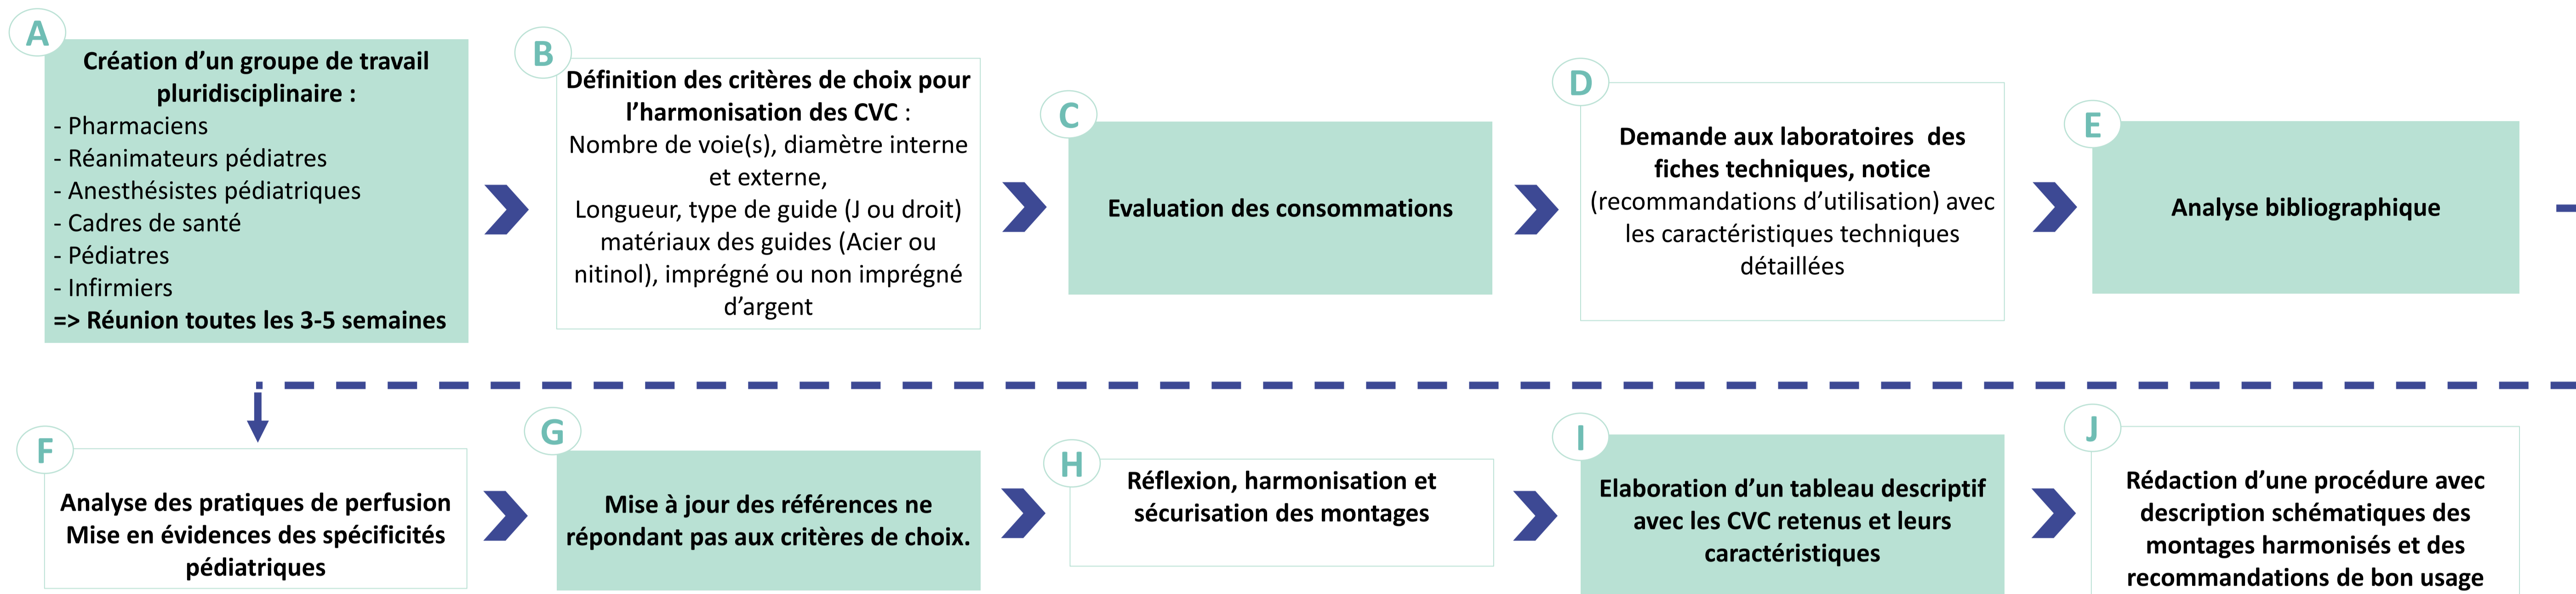 A
Création d’un groupe de travail
pluridisciplinaire :
- Pharmaciens
- Réanimateurs pédiatres
- Anesthésistes pédiatriques
- Cadres de santé
- Pédiatres
- Infirmiers
=> Réunion toutes les 3-5 semaines
B
Définition des critères de choix pour
l’harmonisation des CVC :
Nombre de voie(s), diamètre interne
et externe,
Longueur, type de guide (J ou droit)
matériaux des guides (Acier ou
nitinol), imprégné ou non imprégné
d’argent
C
Evaluation des consommations
D
Demande aux laboratoires des
fiches techniques, notice
(recommandations d’utilisation) avec
les caractéristiques techniques
détaillées
E
Analyse bibliographique
F
Analyse des pratiques de perfusion
Mise en évidences des spécificités
pédiatriques
G
Mise à jour des références ne
répondant pas aux critères de choix.
H
Réflexion, harmonisation et
sécurisation des montages
I
Elaboration d’un tableau descriptif
avec les CVC retenus et leurs
caractéristiques
J
Rédaction d’une procédure avec
description schématiques des
montages harmonisés et des
recommandations de bon usage